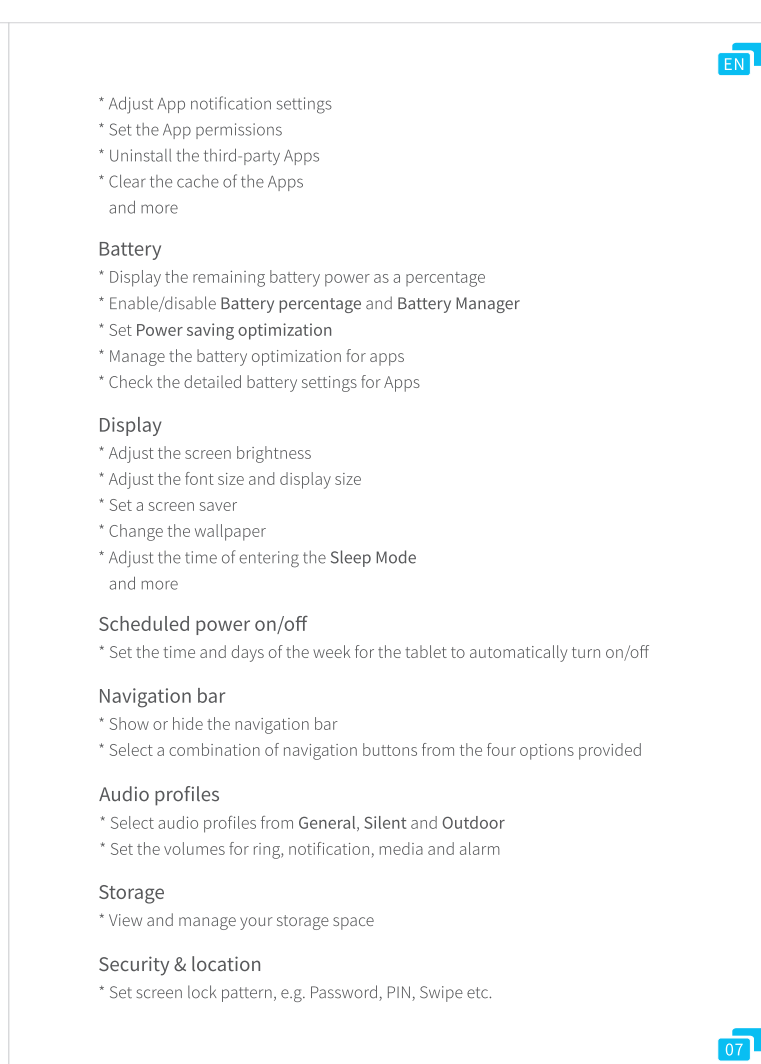 EN
* Adjust App notification settings
* Set the App permissions
* Uninstall the third-party Apps
* Clear the cache of the Apps
and more
Battery
* Display the remaining battery power as a percentage
* Enable/disable Battery percentage and Battery Manager
* Set Power saving optimization
* Manage the battery optimization for apps
* Check the detailed battery settings for Apps
Display
* Adjust the screen brightness
* Adjust the font size and display size
* Set a screen saver
* Change the wallpaper
* Adjust the time of entering the Sleep Mode
and more
Scheduled power on/off
* Set the time and days of the week for the tablet to automatically turn on/off
Navigation bar
* Show or hide the navigation bar
* Select a combination of navigation buttons from the four options provided
Audio profiles
* Select audio profiles from General, Silent and Outdoor
* Set the volumes for ring, notification, media and alarm
Storage
* View and manage your storage space
Security & location
* Set screen lock pattern, e.g. Password, PIN, Swipe etc.
07